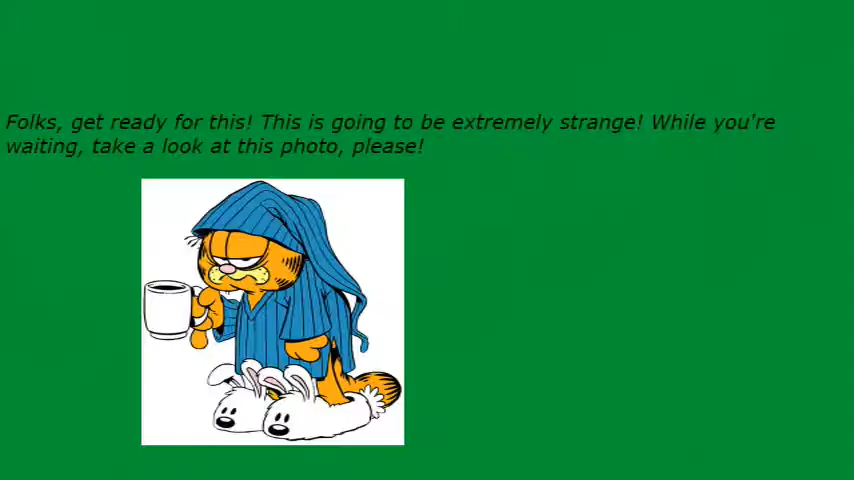 Folks, get ready for this! This is going to be extremely strange! While you're
waiting, take a look at this photo, please!